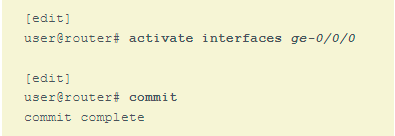 [edit]
user@router# activate interfaces ge-0/0/0
[edit]
user@router# commit
commit complete